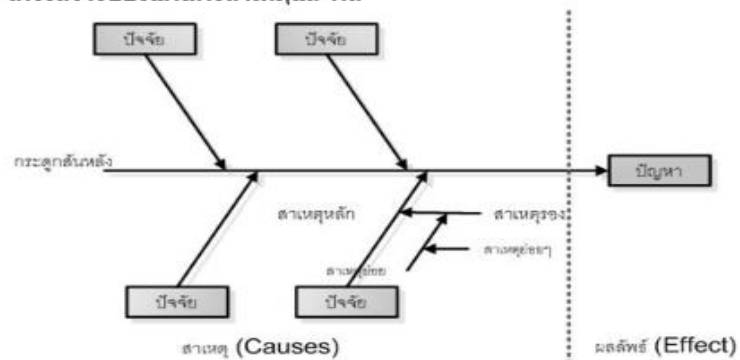 ปัจจัย ปัจจัย
กระดูกสันหลัง
ปัญหา
สาเหตุหลัก สาเหตุรอง
สาเหตุย่อยๆ
สาเหตุย่อย
ปัจจัย ปัจจัย
สาเหตุ (Causes) ผลลัพธ์ (Effect)